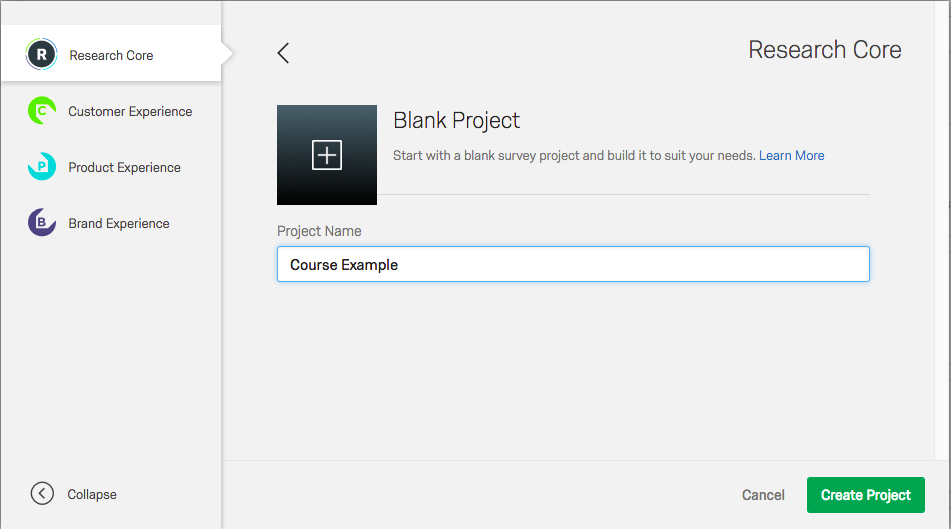 R Research Core
C Customer Experience
P Product Experience
B Brand Experience
Collapse
Research Core
Blank Project
Start with a blank survey project and build it to suit your needs. Learn More
Project Name
Course Example
Cancel Create Project